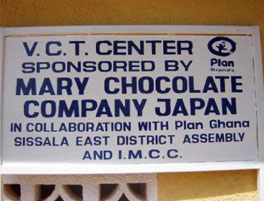 V.C.T. CENTER
SPONSORED BY
Plan
MARY CHOCOLATE
COMPANY JAPAN
IN COLLABORATION WITH Plan Ghana
SISSALA EAST DISTRICT ASSEMBLY
AND I.M.C.C.